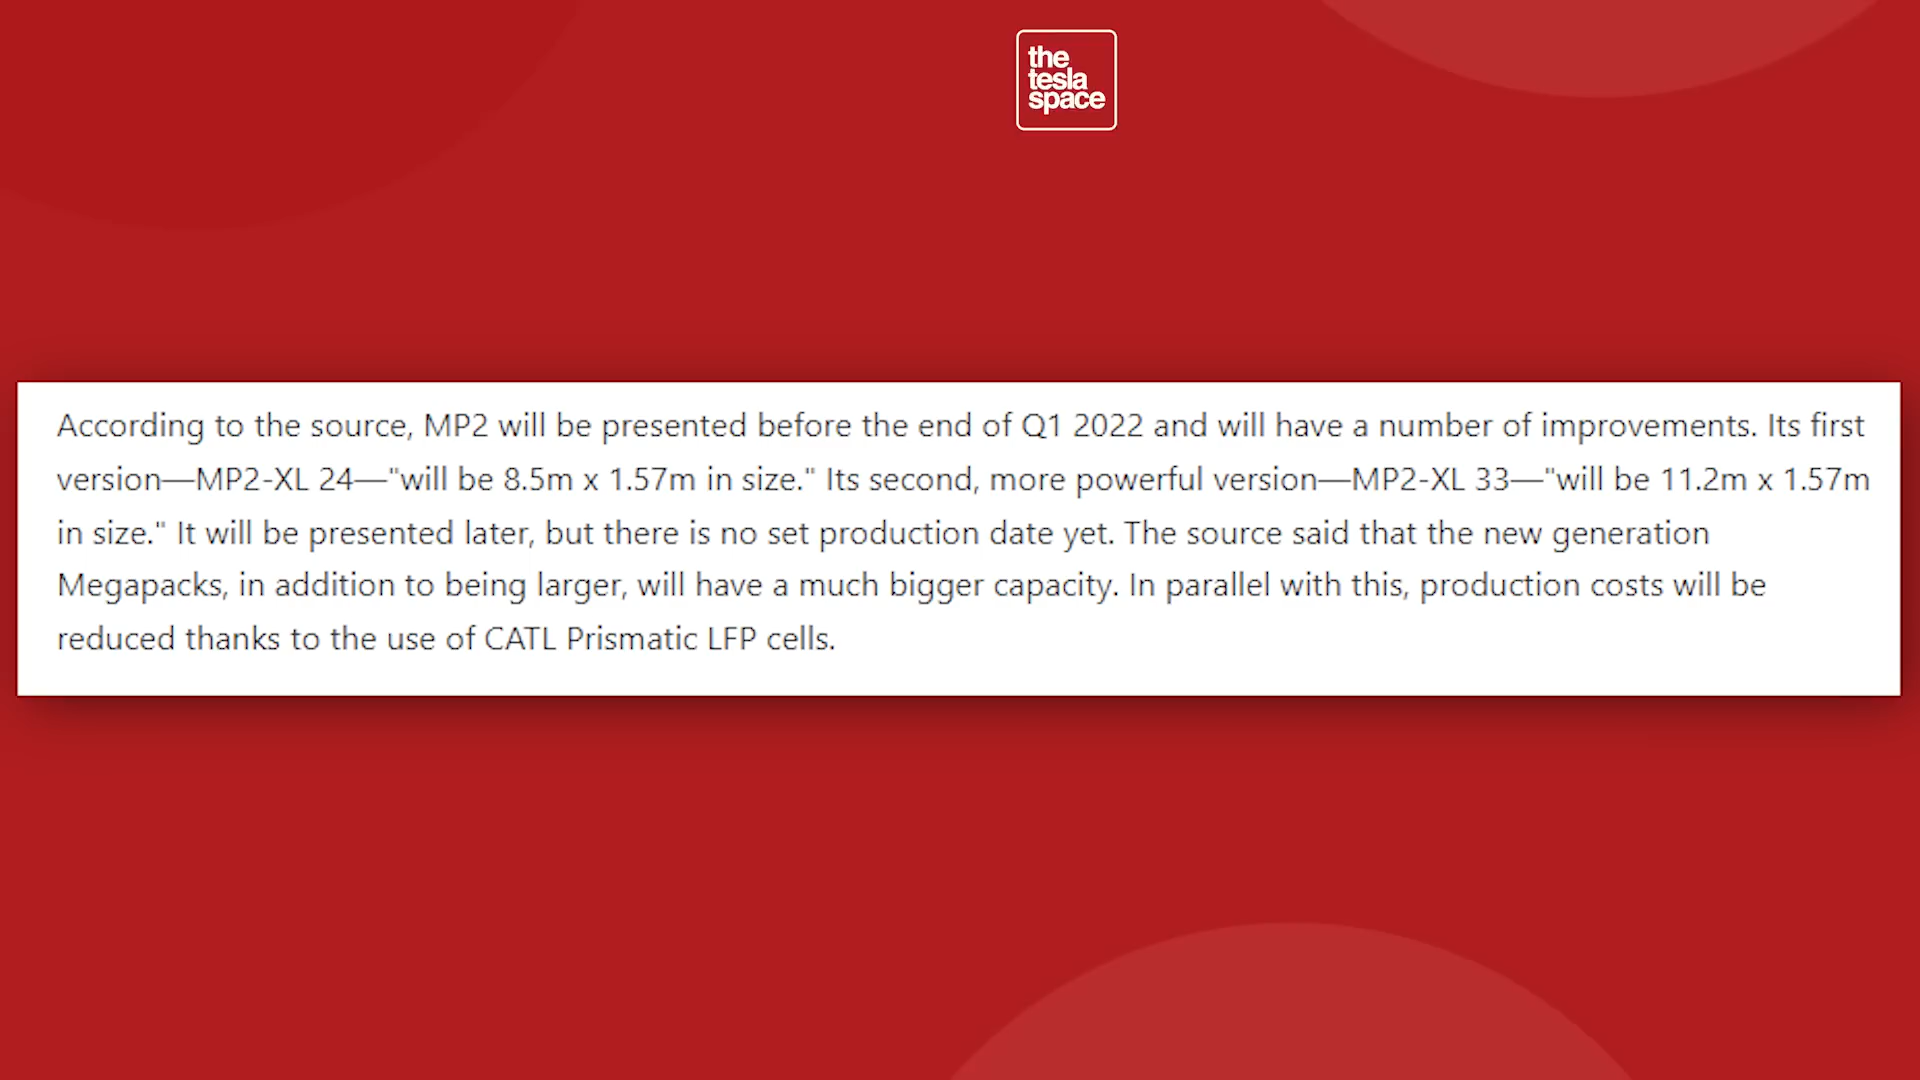 the
tesla
space
According to the source, MP2 will be presented before the end of Q1 2022 and will have a number of improvements. Its first
version—MP2-XL 24—"will be 8.5m x 1.57m in size." Its second, more powerful version—MP2-XL 33—"will be 11.2m x 1.57m
in size." It will be presented later, but there is no set production date yet. The source said that the new generation
Megapacks, in addition to being larger, will have a much bigger capacity. In parallel with this, production costs will be
reduced thanks to the use of CATL Prismatic LFP cells.